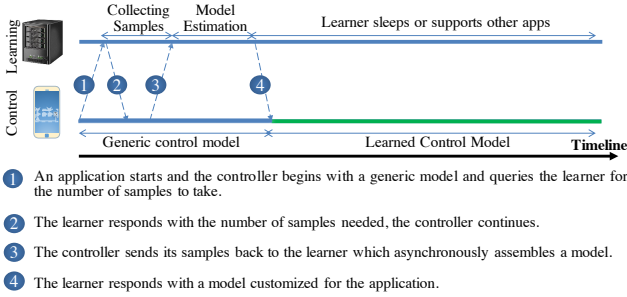 Collecting
Samples
Model
Estimation
Learner sleeps or supports other apps
Learning
1
2
3
4
Control
Generic control model
Learned Control Model
Timeline
1 An application starts and the controller begins with a generic model and queries the learner for
the number of samples to take.
2 The learner responds with the number of samples needed, the controller continues.
3 The controller sends its samples back to the learner which asynchronously assembles a model.
4 The learner responds with a model customized for the application.